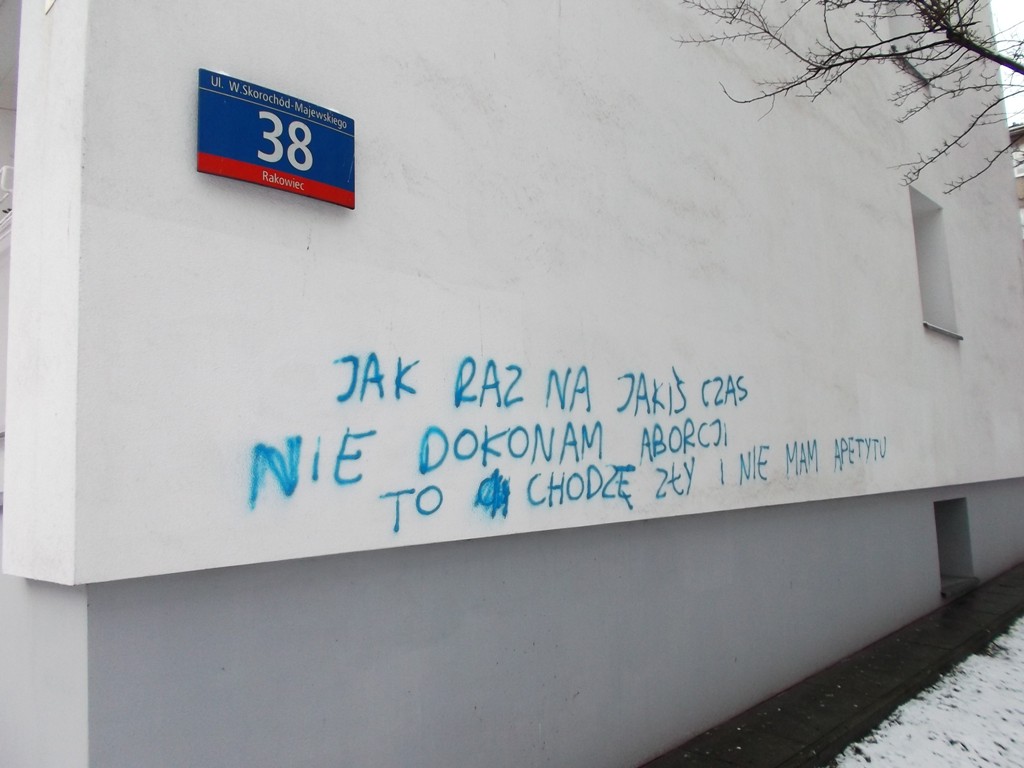 Ul. W.Skorochód-Majewskiego
38
Rakowiec
JAK RAZ NA JAKIŚ CZAS
NIE DOKONAM ABORCJI
TO CHODZĘ ZŁY I NIE MAM APETYTU